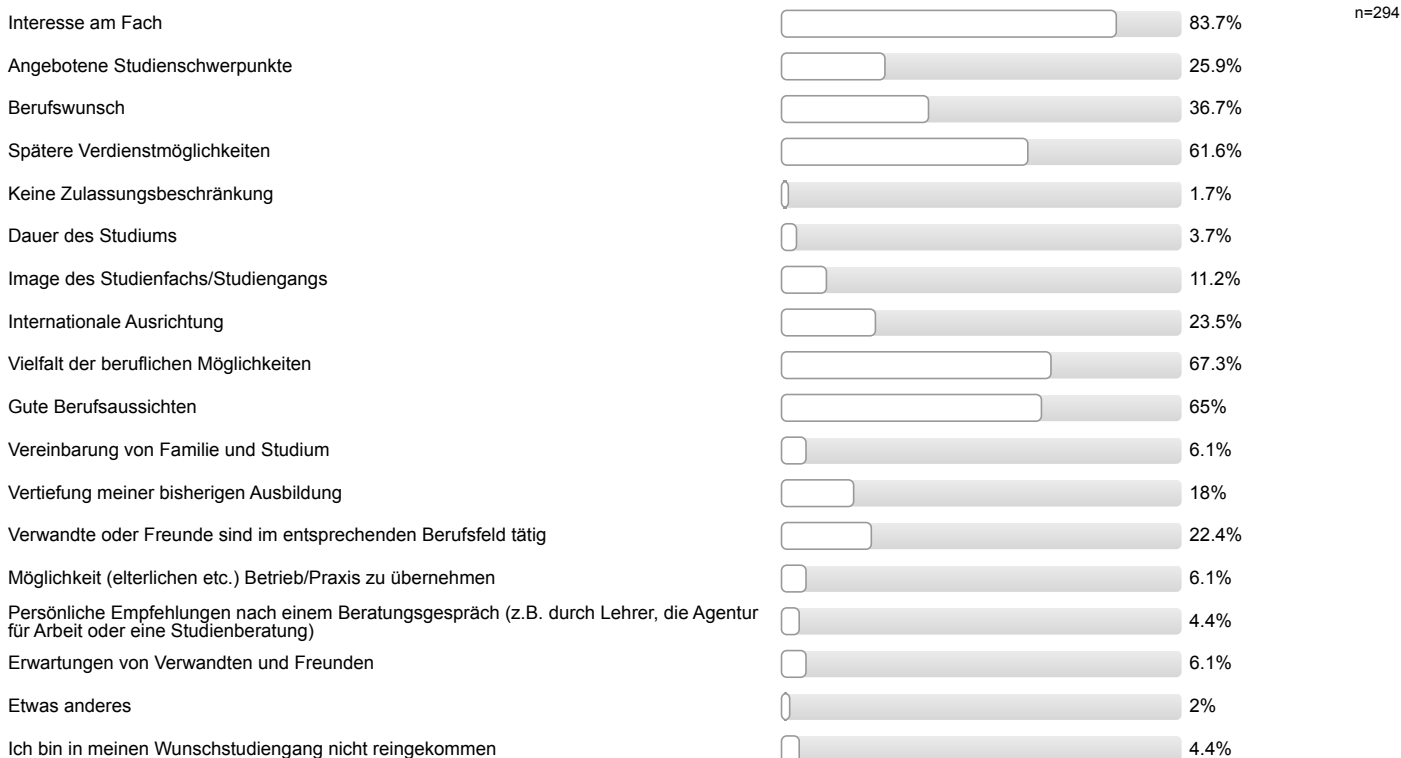 Interesse am Fach 83.7% n=294
Angebotene Studienschwerpunkte 25.9%
Berufswunsch 36.7%
Spätere Verdienstmöglichkeiten 61.6%
Keine Zulassungsbeschränkung 1.7%
Dauer des Studiums 3.7%
Image des Studienfachs/Studiengangs 11.2%
Internationale Ausrichtung 23.5%
Vielfalt der beruflichen Möglichkeiten 67.3%
Gute Berufsaussichten 65%
Vereinbarung von Familie und Studium 6.1%
Vertiefung meiner bisherigen Ausbildung 18%
Verwandte oder Freunde sind im entsprechenden Berufsfeld tätig 22.4%
Möglichkeit (elterlichen etc.) Betrieb/Praxis zu übernehmen 6.1%
Persönliche Empfehlungen nach einem Beratungsgespräch (z.B. durch Lehrer, die Agentur
für Arbeit oder eine Studienberatung) 4.4%
Erwartungen von Verwandten und Freunden 6.1%
Etwas anderes 2%
Ich bin in meinen Wunschstudiengang nicht reingekommen 4.4%